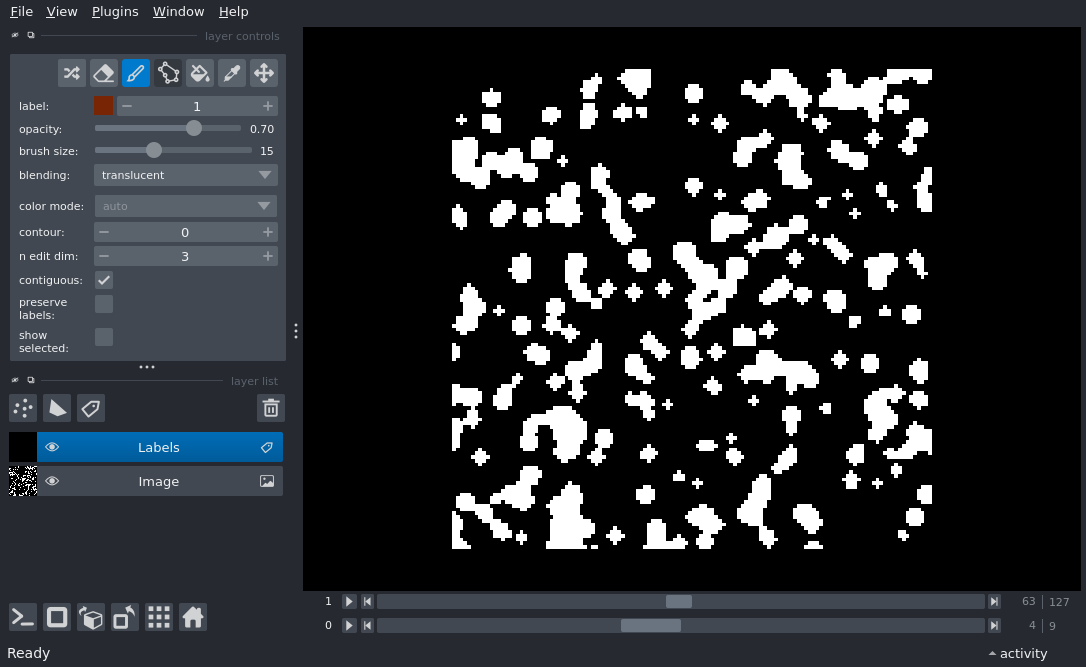 File View Plugins Window Help
layer controls
label: 1
opacity: 0.70
brush size: 15
blending: translucent
color mode: auto
contour: 0
n edit dim: 3
contiguous:
preserve
labels:
show
selected:
layer list
Labels
Image
1 63 127
0 4 9
Ready activity